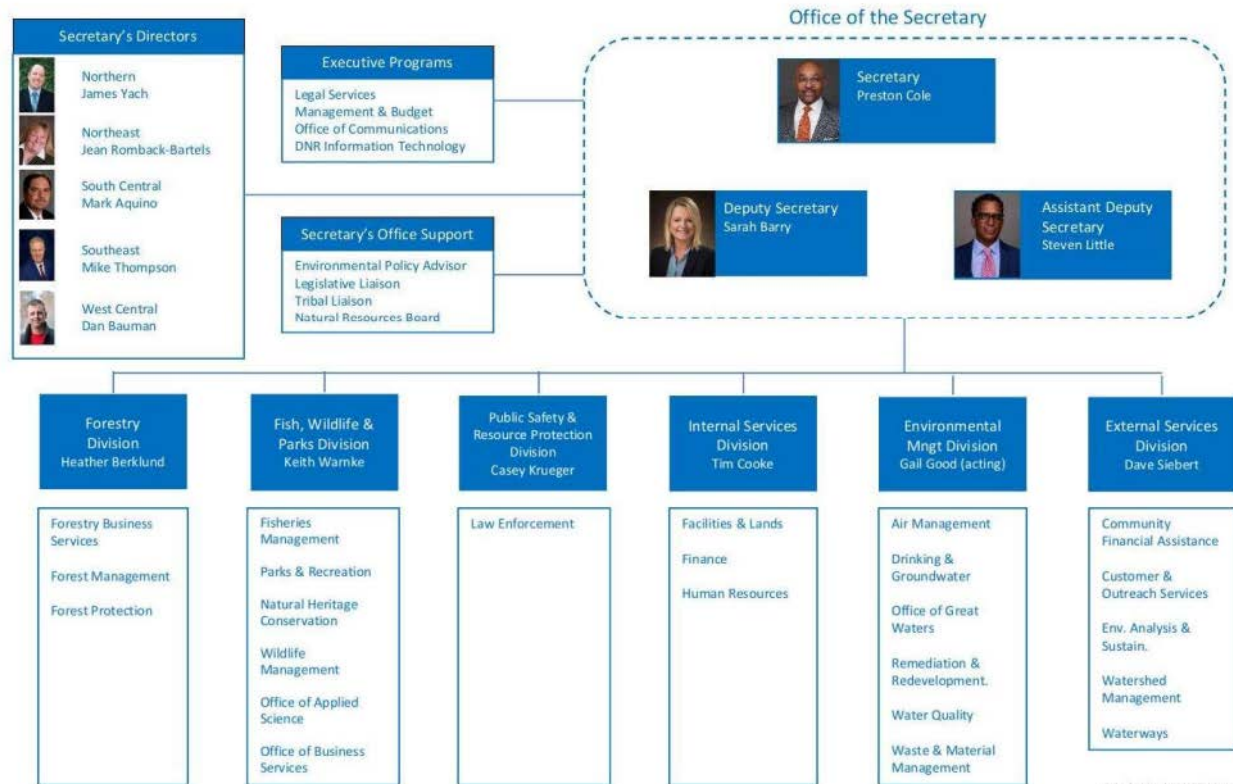 Office of the Secretary
Secretary's Directors
Northern
James Yach
Northeast
Jean Romback-Bartels
South Central
Mark Aquino
Southeast
Mike Thompson
West Central
Dan Bauman
Executive Programs
Legal Services
Management & Budget
Office of Communications
DNR Information Technology
Secretary's Office Support
Environmental Policy Advisor
Legislative Liaison
Tribal Liaison
Natural Resources Board
Secretary
Preston Cole
Deputy Secretary
Sarah Barry
Assistant Deputy
Secretary
Steven Little
Forestry
Division
Heather Berklund
Forestry Business
Services
Forest Management
Forest Protection
Fish, Wildlife &
Parks Division
Keith Warnke
Fisheries
Management
Parks & Recreation
Natural Heritage
Conservation
Wildlife
Management
Office of Applied
Science
Office of Business
Services
Public Safety &
Resource Protection
Division
Casey Krueger
Law Enforcement
Internal Services
Division
Tim Cooke
Facilities & Lands
Finance
Human Resources
Environmental
Mngt Division
Gail Good (acting)
Air Management
Drinking &
Groundwater
Office of Great
Waters
Remediation &
Redevelopment.
Water Quality
Waste & Material
Management
External Services
Division
Dave Siebert
Community
Financial Assistance
Customer &
Outreach Services
Env. Analysis &
Sustain.
Watershed
Management
Waterways